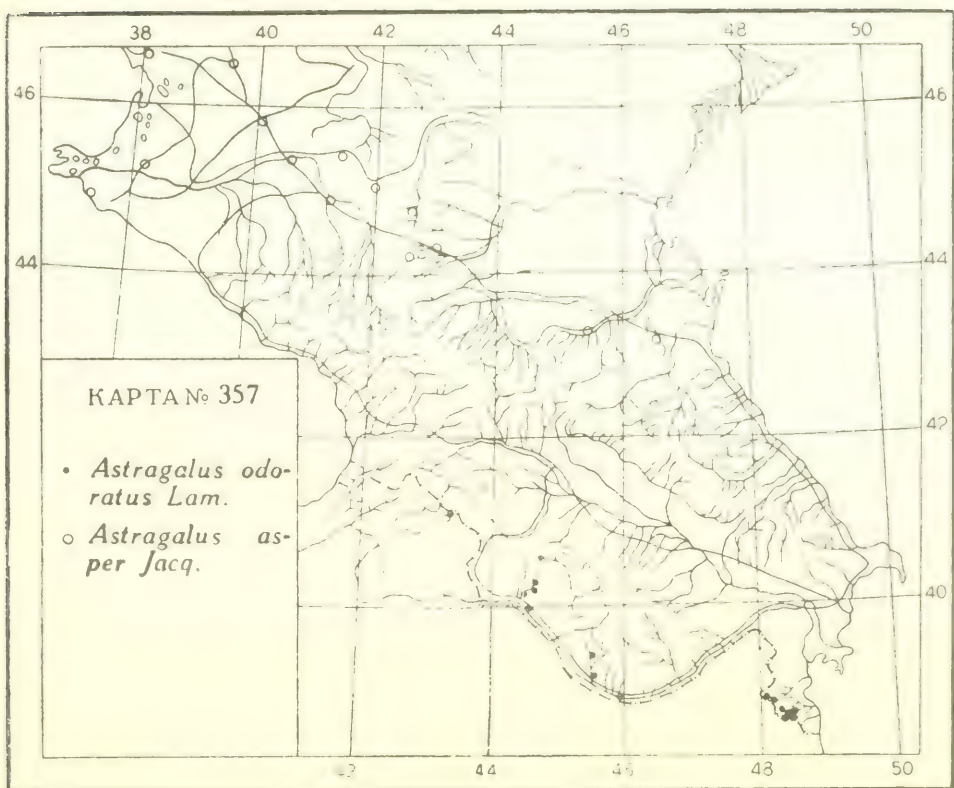 38 40 42 44 46 48 50
46 46
44 44
КАРТА № 357
42
• Astragalus odo-
ratus Lam.
○ Astragalus as-
per Jacq.
40
44 46 48 50